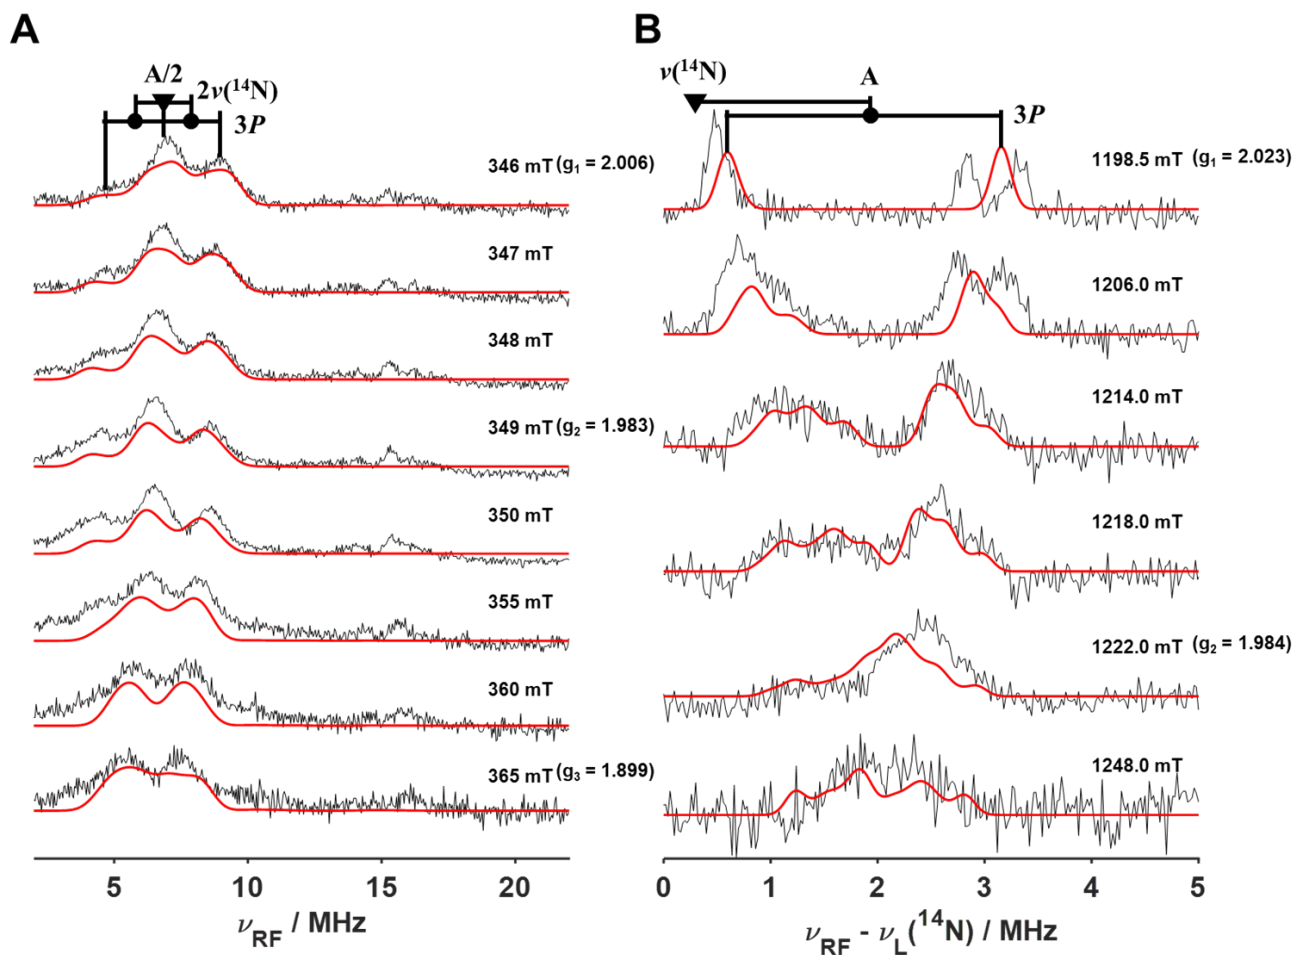 A
A/2
2ν(¹⁴N)
3P
346 mT (g₁ = 2.006)
347 mT
348 mT
349 mT (g₂ = 1.983)
350 mT
355 mT
360 mT
365 mT (g₃ = 1.899)
5 10 15 20
ν_RF / MHz
B
ν(¹⁴N)
A
3P
1198.5 mT (g₁ = 2.023)
1206.0 mT
1214.0 mT
1218.0 mT
1222.0 mT (g₂ = 1.984)
1248.0 mT
0 1 2 3 4 5
ν_RF - ν_L(¹⁴N) / MHz